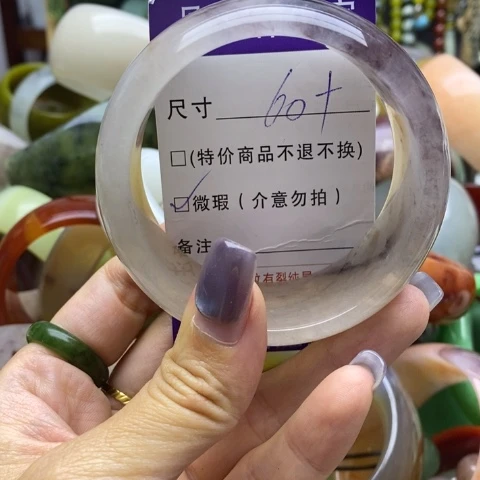 尺寸 60+
□(特价商品不退不换)
☑微瑕（介意勿拍）
备注